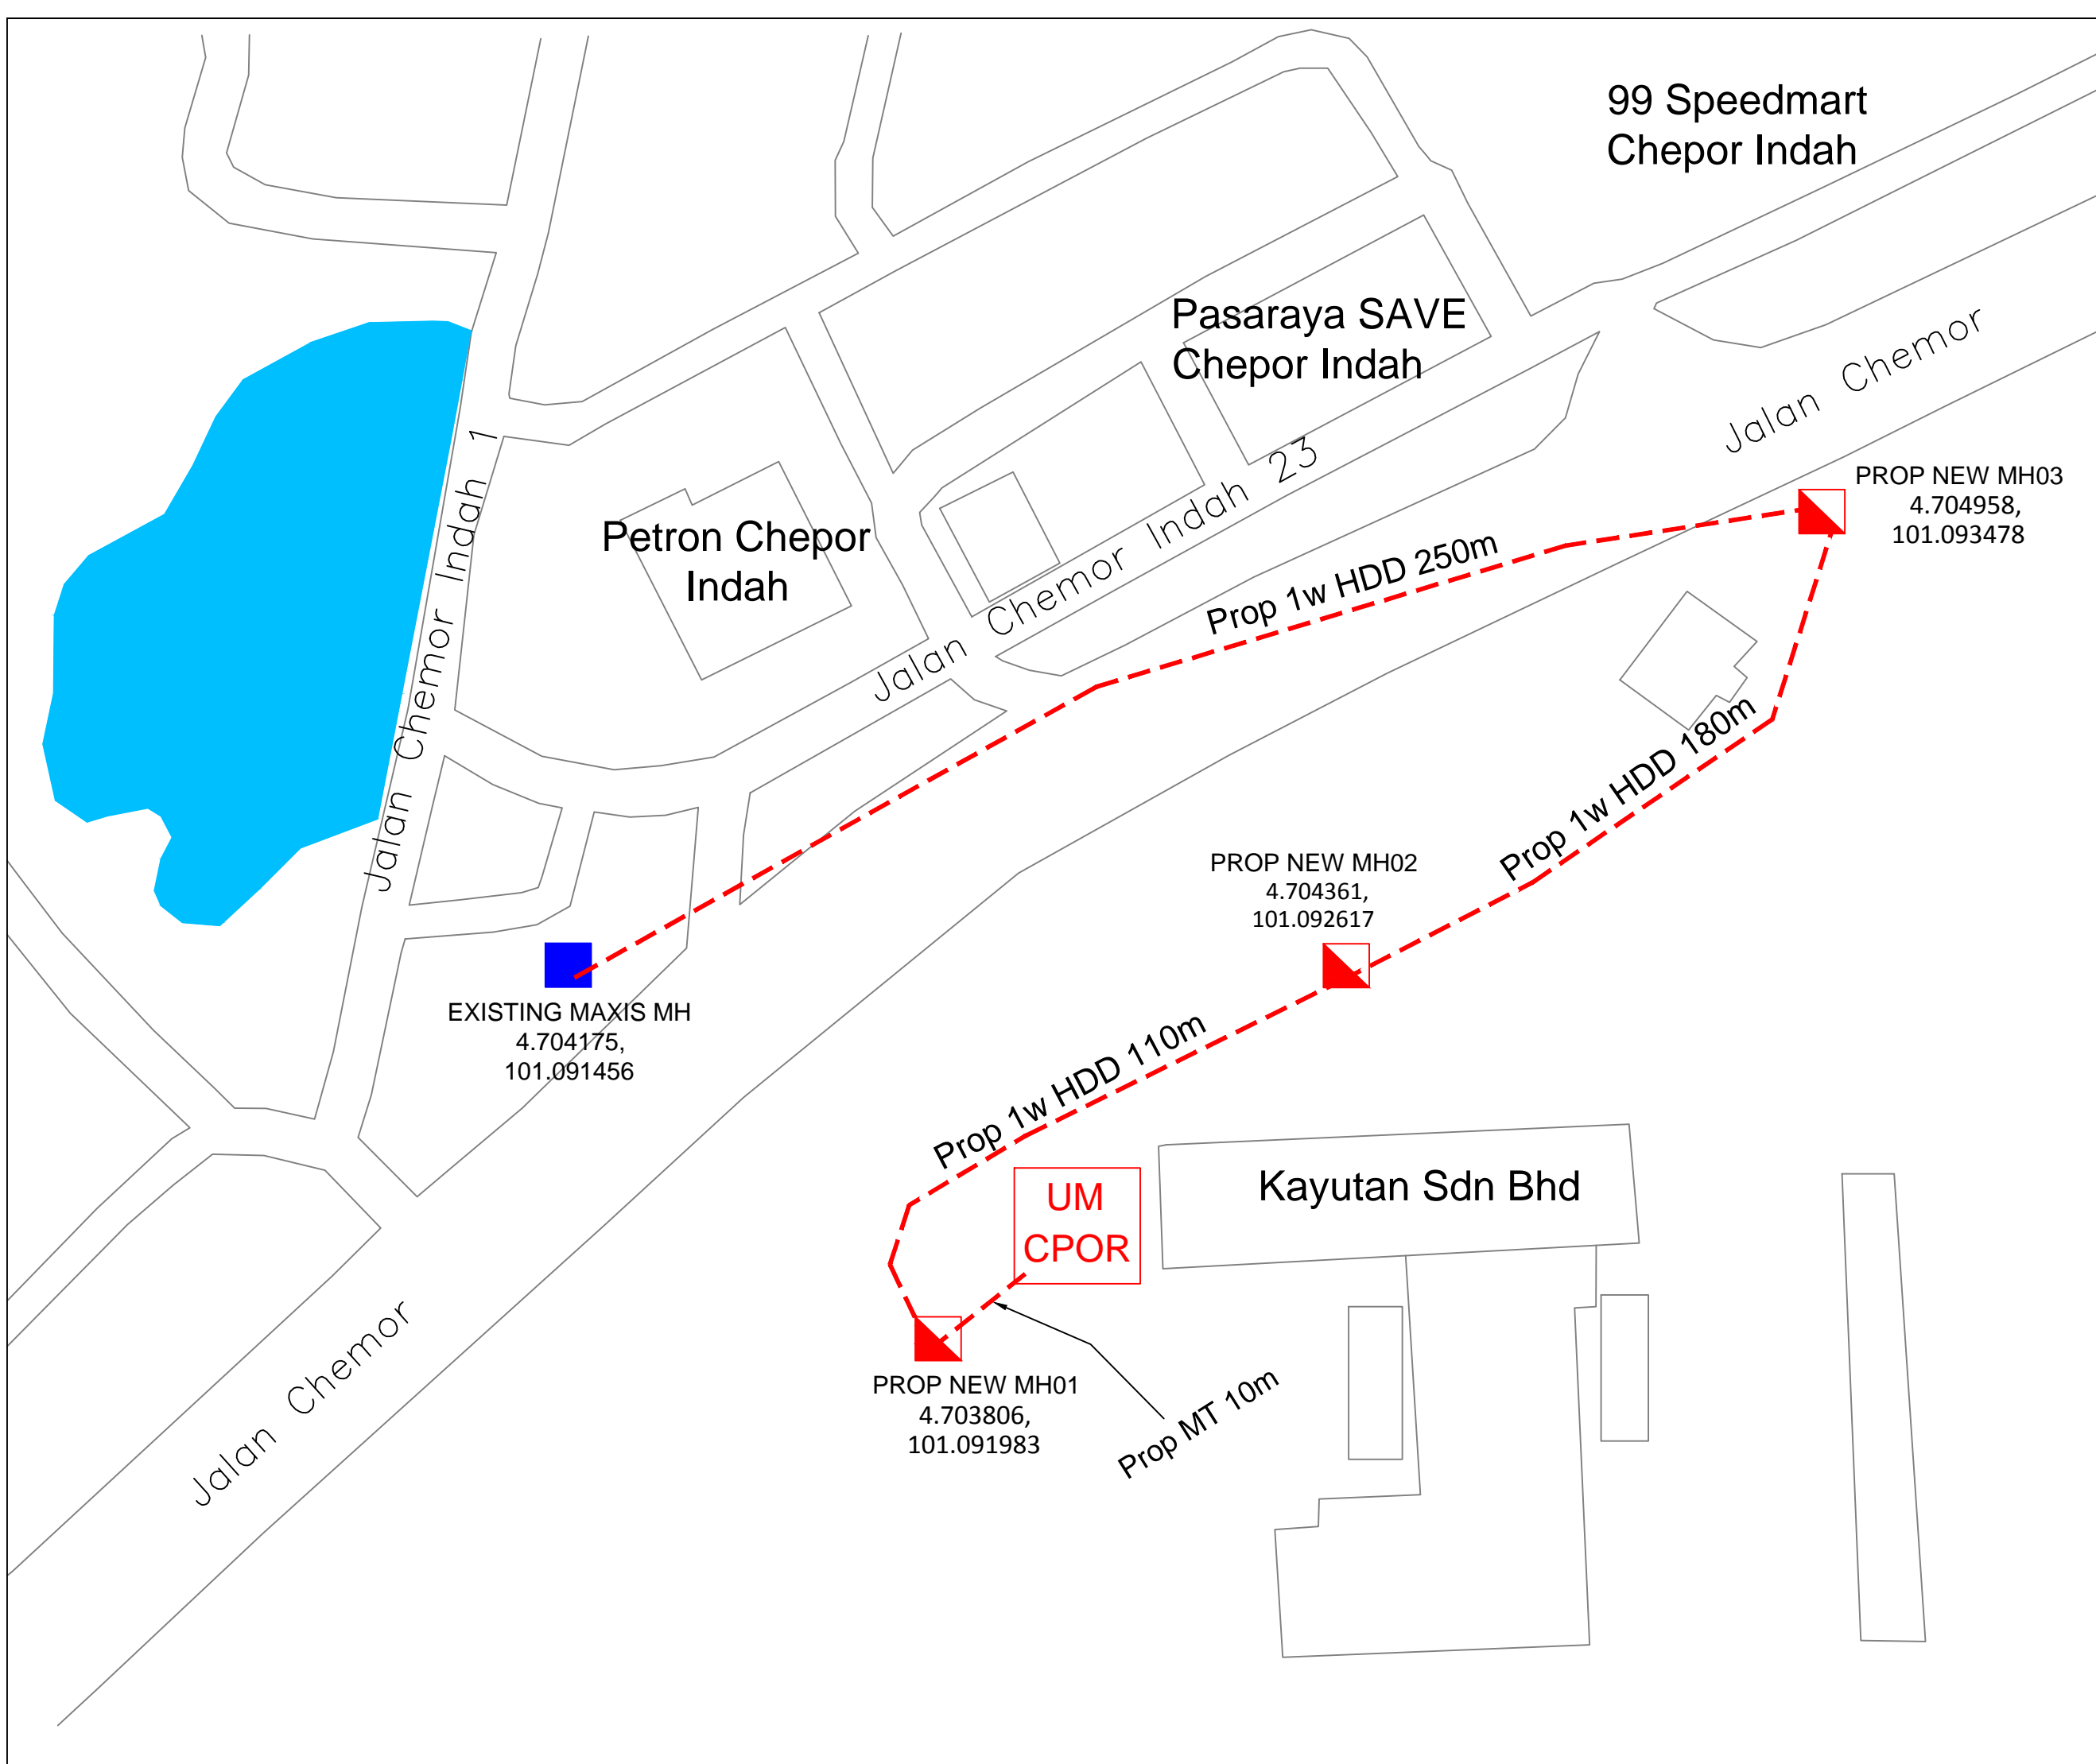 99 Speedmart
Chepor Indah
Pasaraya SAVE
Chepor Indah
Jalan Chemor
PROP NEW MH03
4.704958,
101.093478
Petron Chepor
Indah
Jalan Chemor Indah 1
Jalan Chemor Indah 23
Prop 1w HDD 250m
Prop 1w HDD 180m
PROP NEW MH02
4.704361,
101.092617
EXISTING MAXIS MH
4.704175,
101.091456
Prop 1w HDD 110m
UM
CPOR
Kayutan Sdn Bhd
Jalan Chemor
PROP NEW MH01
4.703806,
101.091983
Prop MT 10m